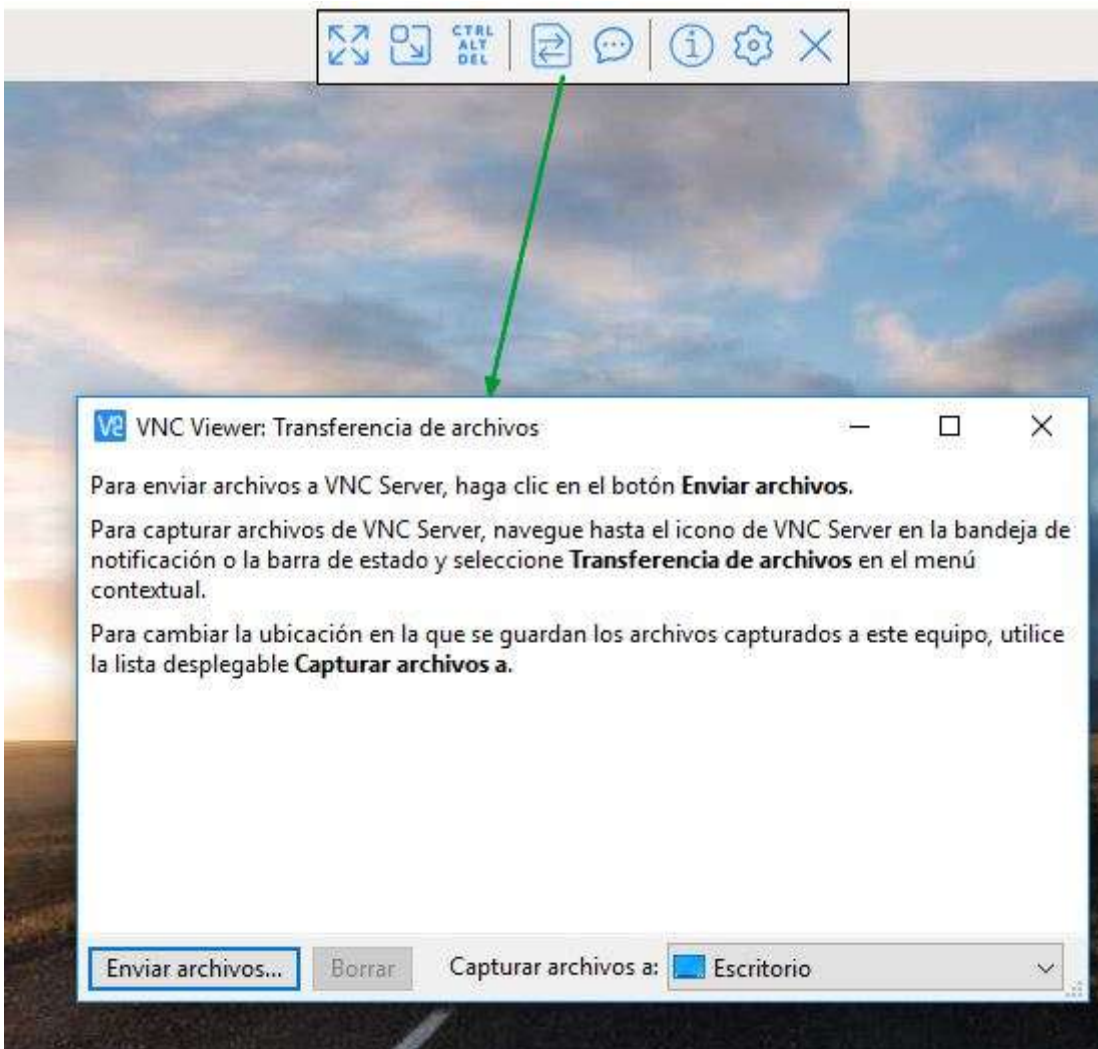 CTRL
ALT
DEL
VNC Viewer: Transferencia de archivos
Para enviar archivos a VNC Server, haga clic en el botón Enviar archivos.
Para capturar archivos de VNC Server, navegue hasta el icono de VNC Server en la bandeja de
notificación o la barra de estado y seleccione Transferencia de archivos en el menú
contextual.
Para cambiar la ubicación en la que se guardan los archivos capturados a este equipo, utilice
la lista desplegable Capturar archivos a.
Enviar archivos... Borrar Capturar archivos a: Escritorio